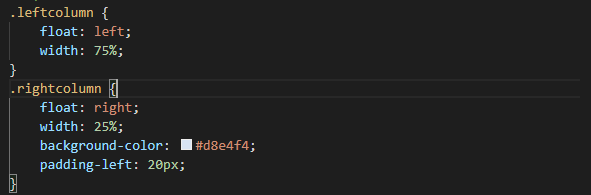 .leftcolumn {
    float: left;
    width: 75%;
}
.rightcolumn {
    float: right;
    width: 25%;
    background-color: #d8e4f4;
    padding-left: 20px;
}